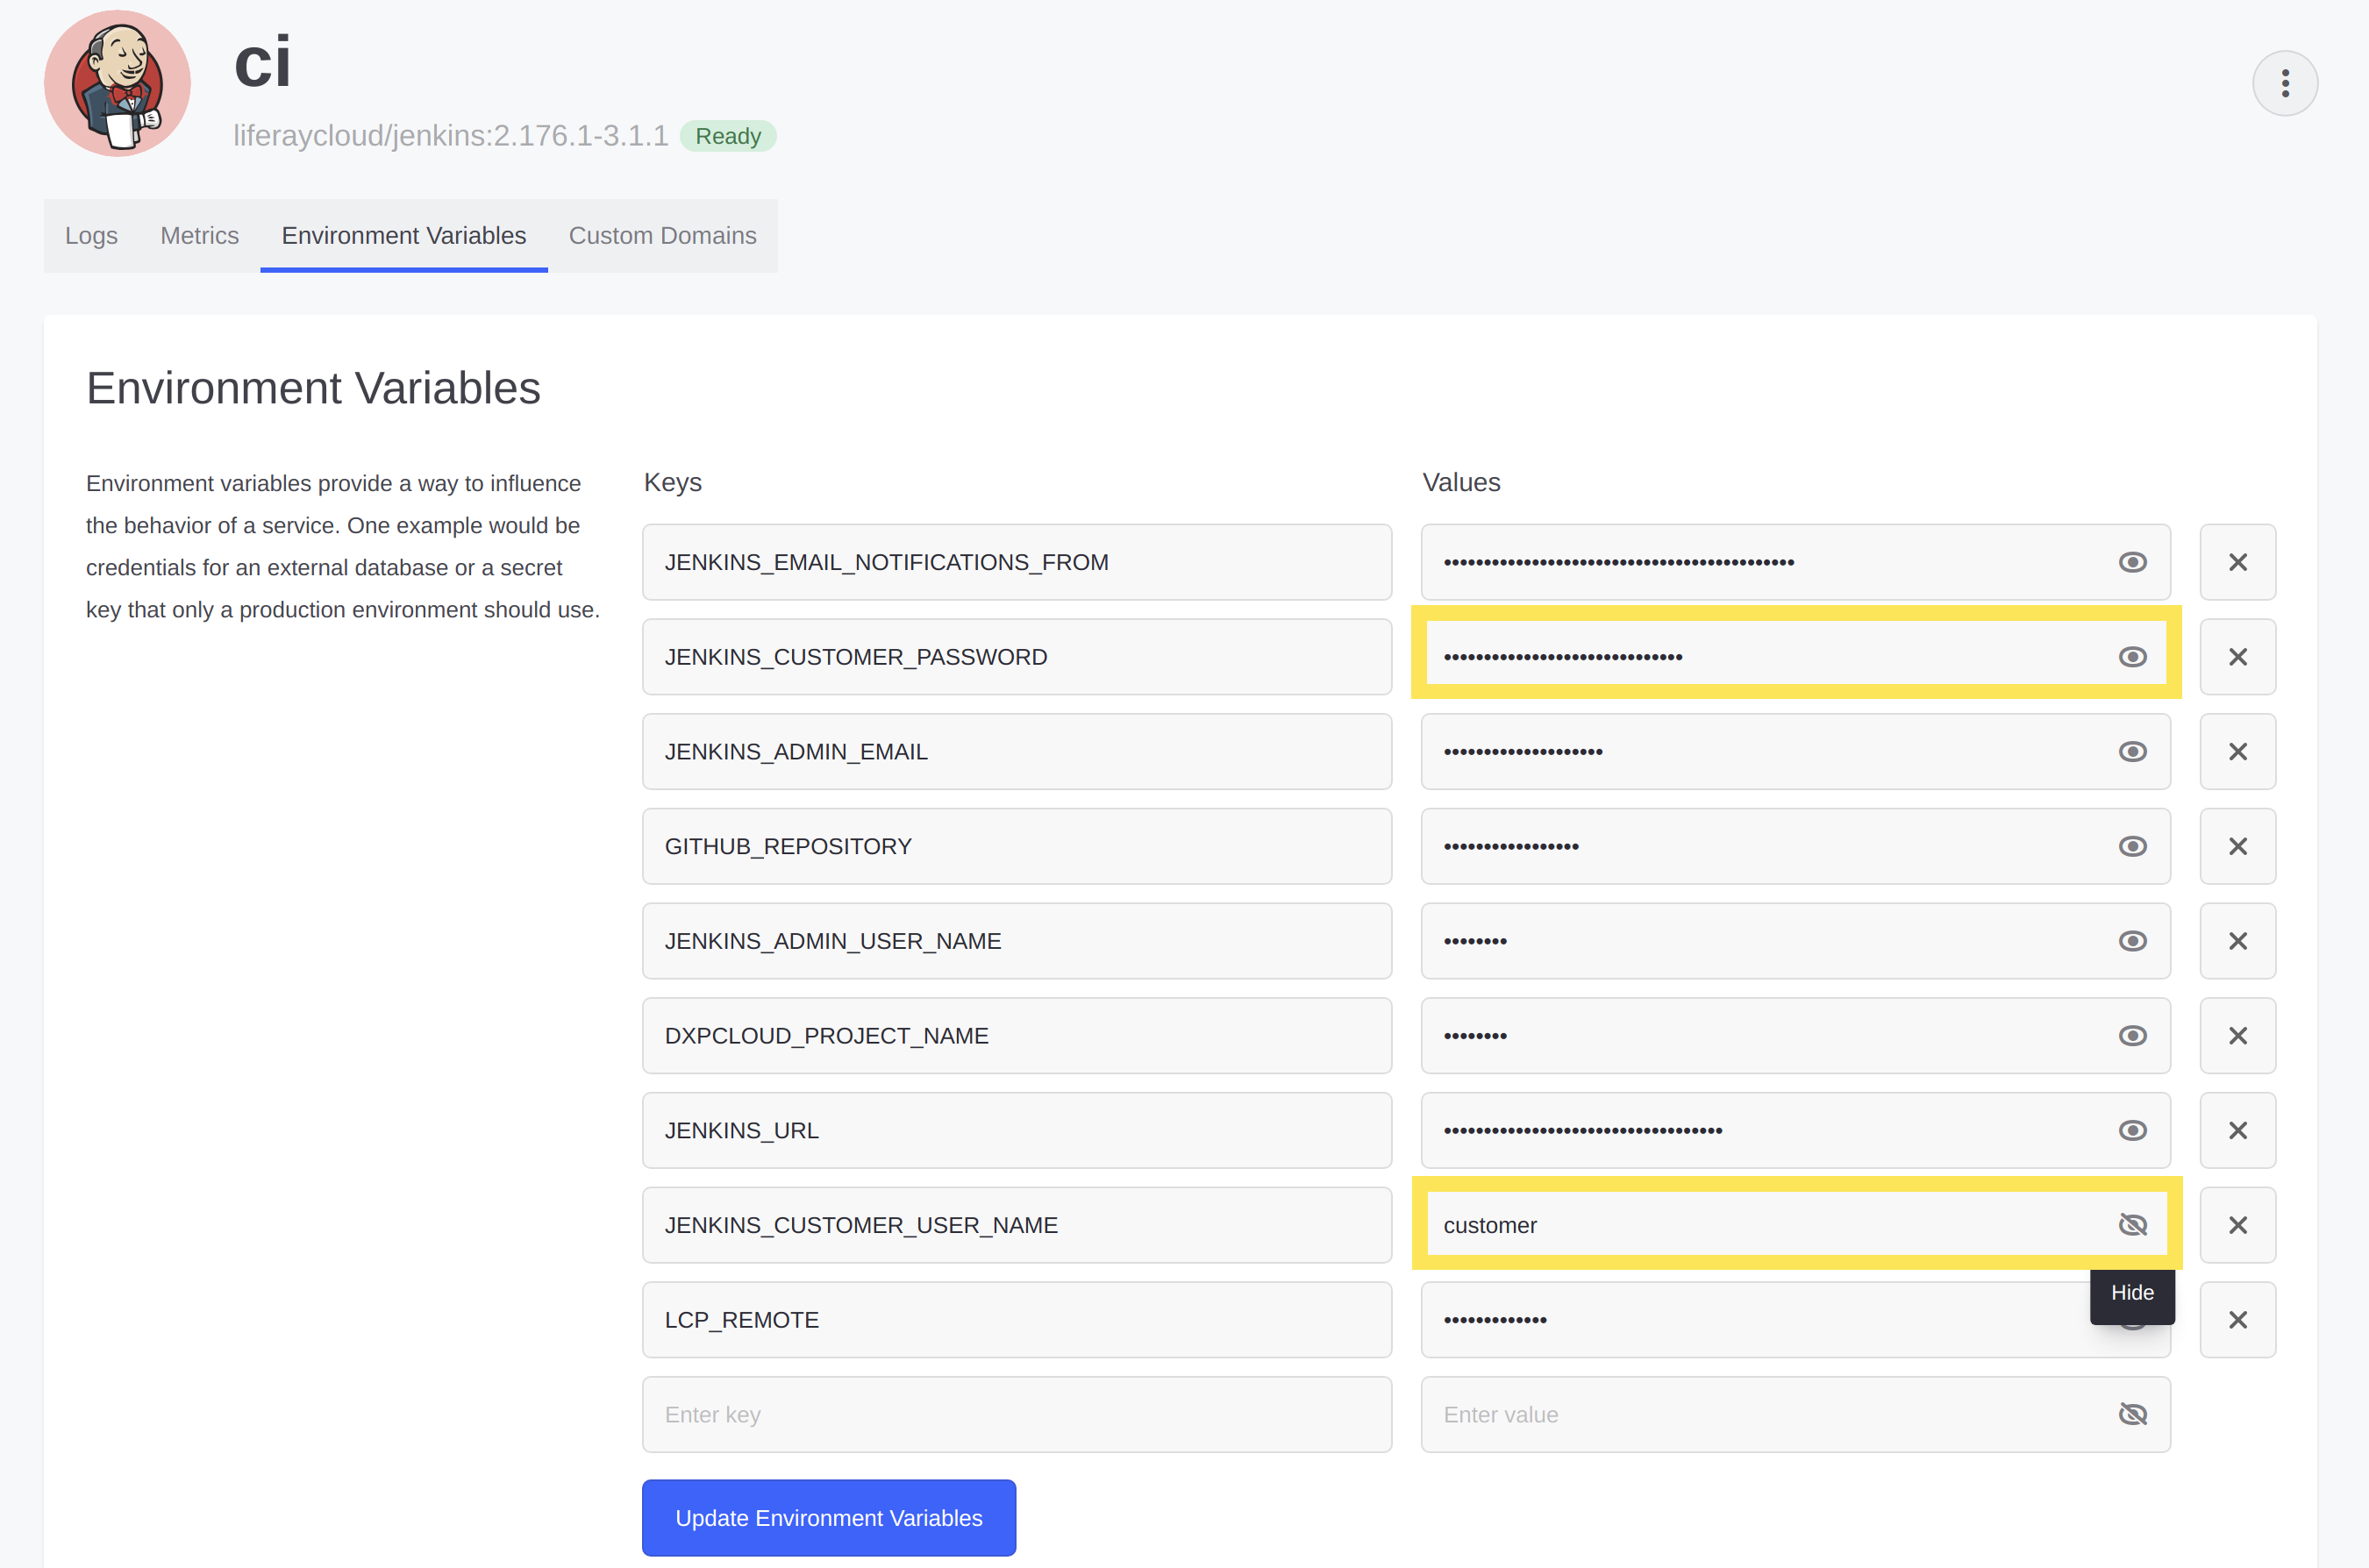 ci
liferaycloud/jenkins:2.176.1-3.1.1 Ready
Logs Metrics Environment Variables Custom Domains
Environment Variables
Environment variables provide a way to influence
the behavior of a service. One example would be
credentials for an external database or a secret
key that only a production environment should use.
Keys Values
JENKINS_EMAIL_NOTIFICATIONS_FROM ••••••••••••••••••••••••••••••••••••••••••••
JENKINS_CUSTOMER_PASSWORD ••••••••••••••••••••••••••••••
JENKINS_ADMIN_EMAIL ••••••••••••••••••••
GITHUB_REPOSITORY •••••••••••••••••
JENKINS_ADMIN_USER_NAME ••••••••
DXPCLOUD_PROJECT_NAME ••••••••
JENKINS_URL •••••••••••••••••••••••••••••••••••
JENKINS_CUSTOMER_USER_NAME customer
Hide
LCP_REMOTE •••••••••••••
Enter key Enter value
Update Environment Variables